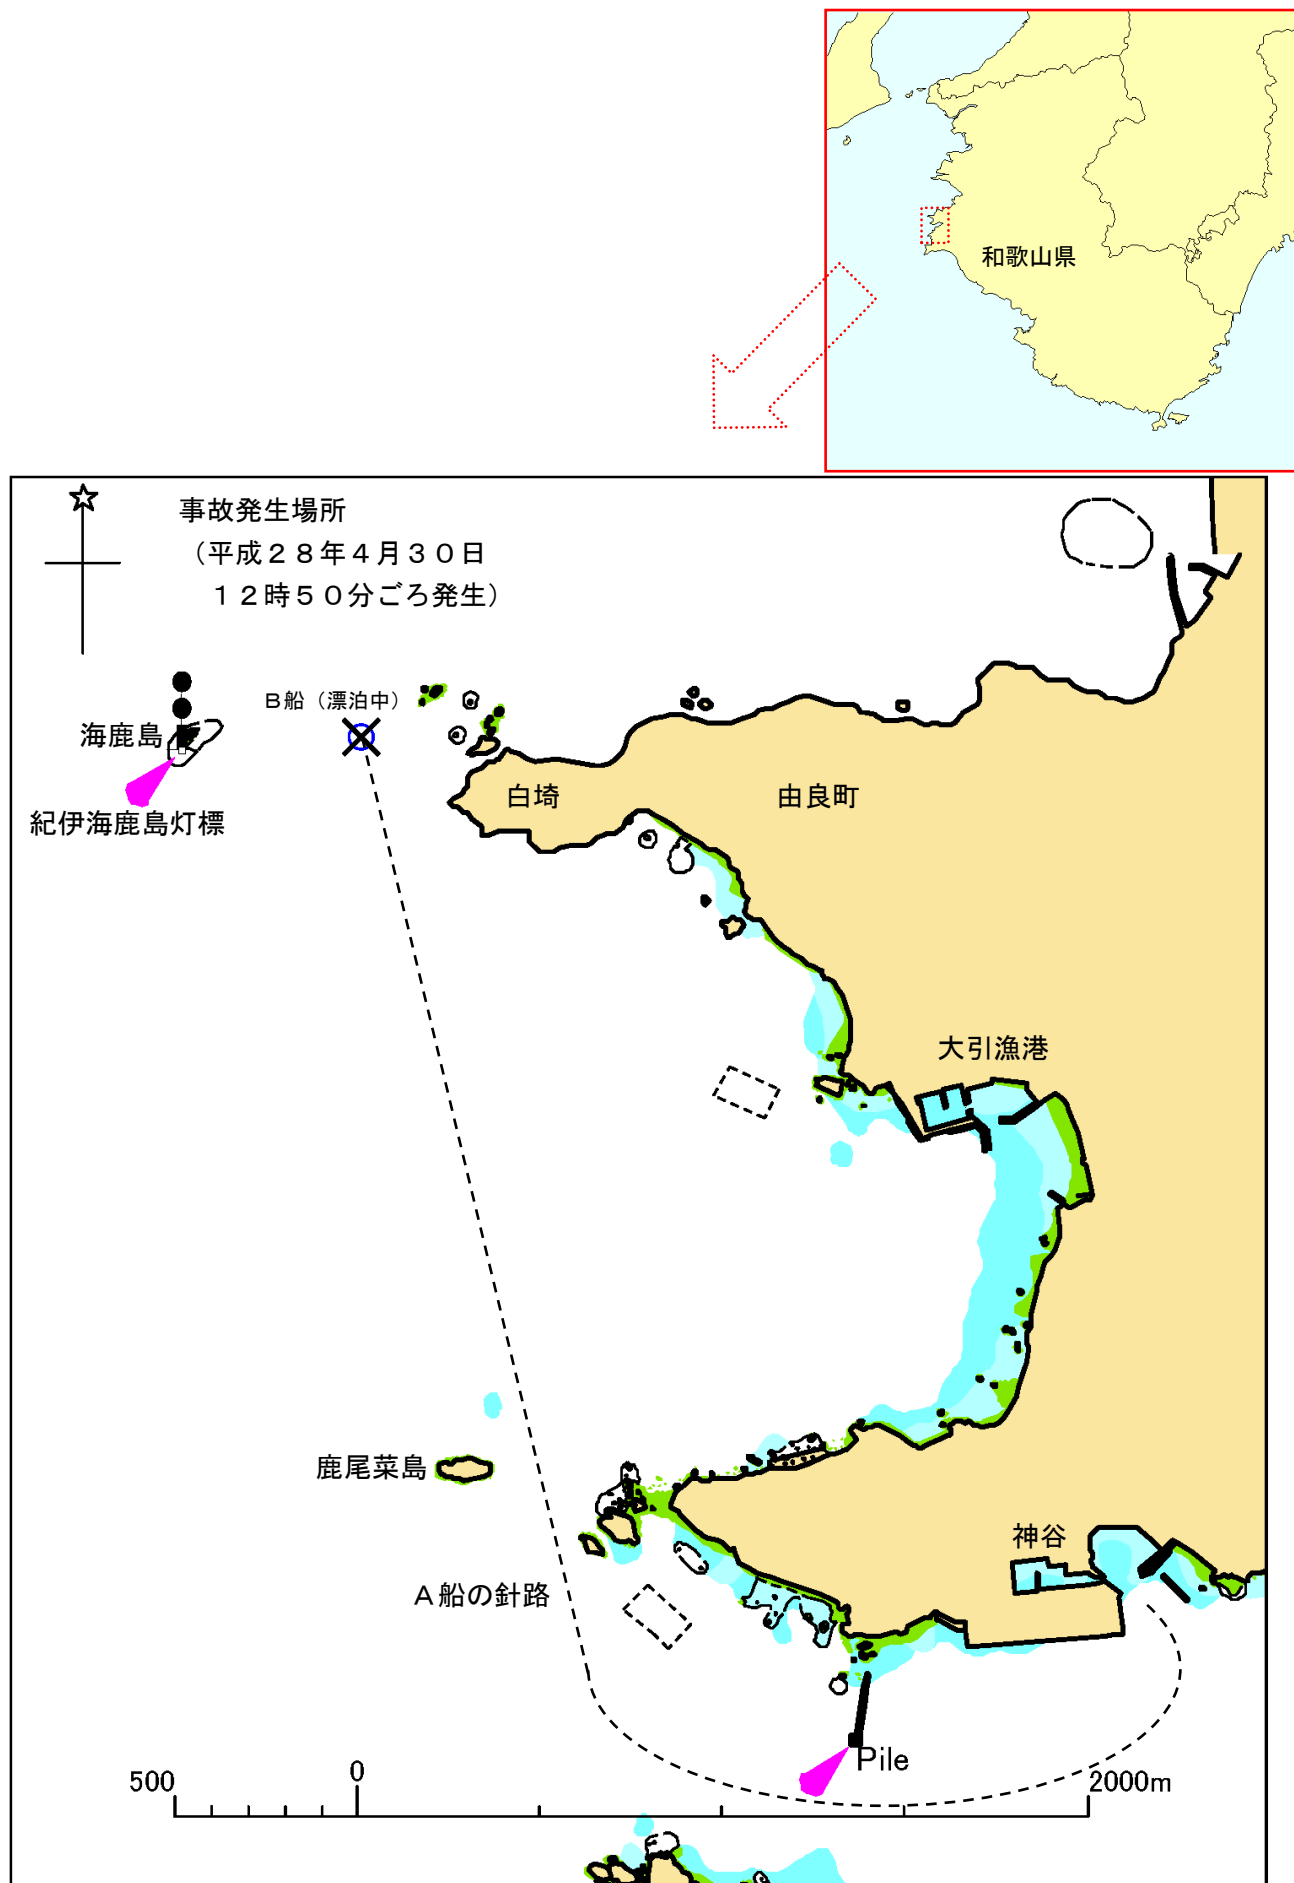 和歌山県
事故発生場所
（平成２８年４月３０日
１２時５０分ごろ発生）
Ｂ船（漂泊中）
海鹿島
紀伊海鹿島灯標
白埼
由良町
大引漁港
鹿尾菜島
神谷
Ａ船の針路
Pile
500
0
2000m